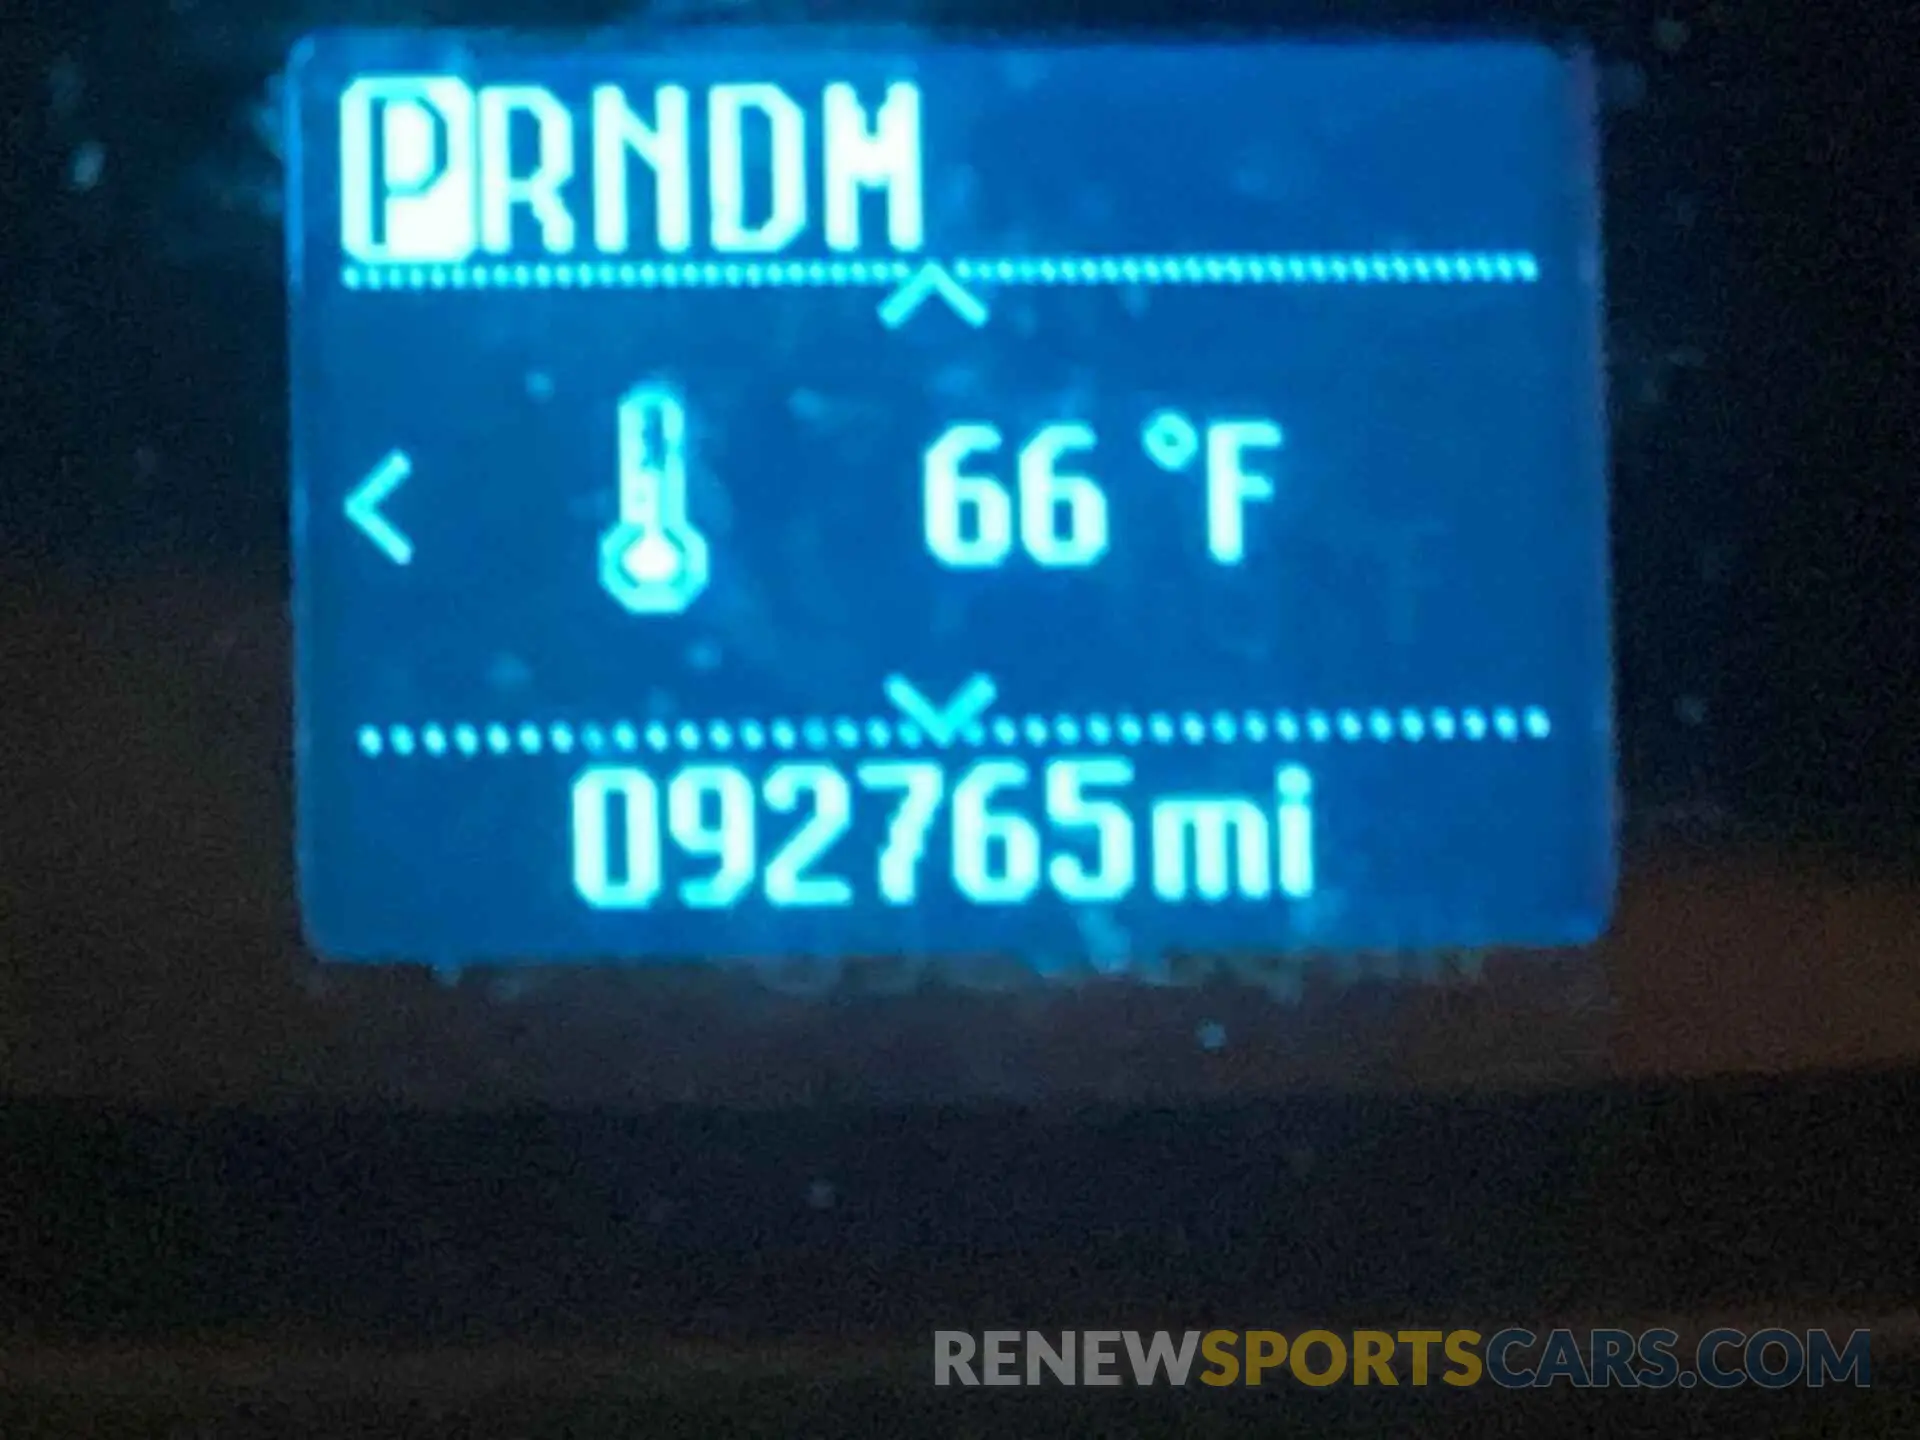 PRNDM
66 °F
092765mi
RENEWSPORTSCARS.COM